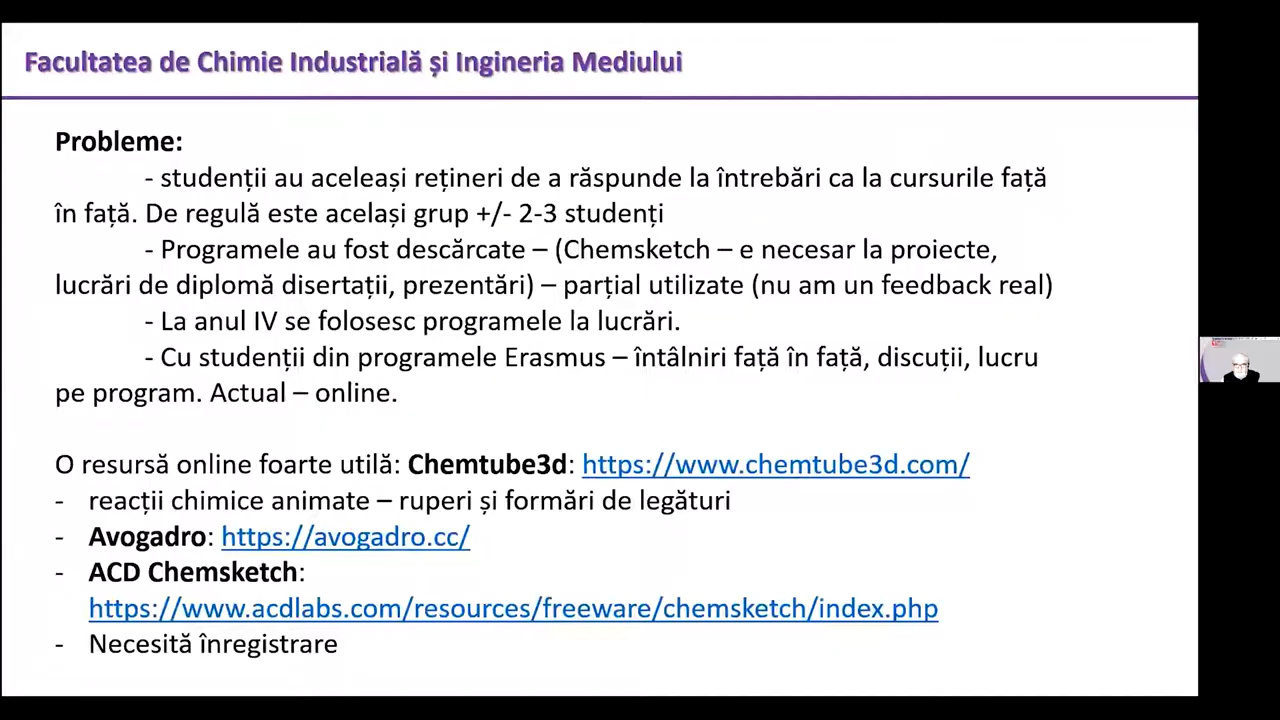 Facultatea de Chimie Industrială și Ingineria Mediului
Probleme:
- studenții au aceleași rețineri de a răspunde la întrebări ca la cursurile față
în față. De regulă este același grup +/- 2-3 studenți
- Programele au fost descărcate – (Chemsketch – e necesar la proiecte,
lucrări de diplomă disertații, prezentări) – parțial utilizate (nu am un feedback real)
- La anul IV se folosesc programele la lucrări.
- Cu studenții din programele Erasmus – întâlniri față în față, discuții, lucru
pe program. Actual – online.
O resursă online foarte utilă: Chemtube3d: https://www.chemtube3d.com/
- reacții chimice animate – ruperi și formări de legături
- Avogadro: https://avogadro.cc/
- ACD Chemsketch:
https://www.acdlabs.com/resources/freeware/chemsketch/index.php
- Necesită înregistrare